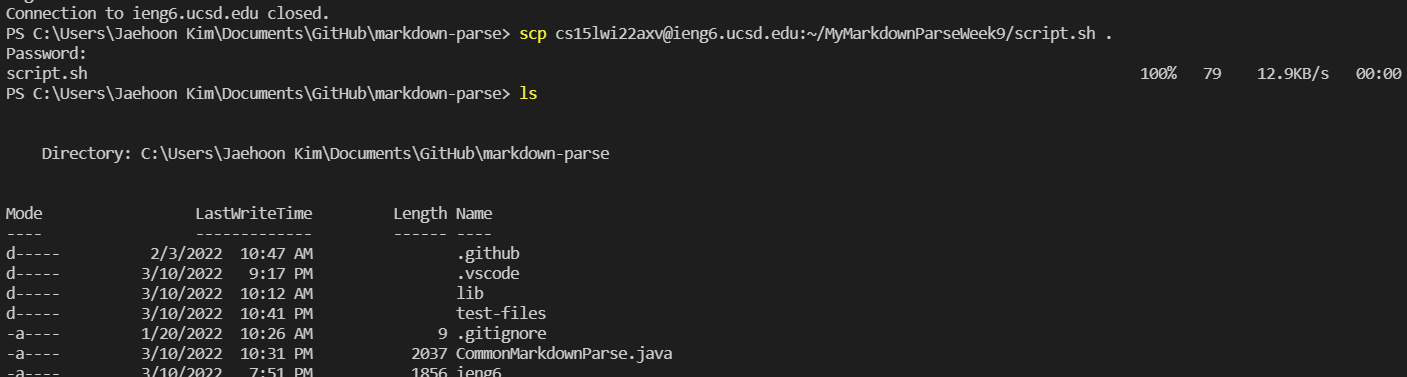 Connection to ieng6.ucsd.edu closed.
PS C:\Users\Jaehoon Kim\Documents\GitHub\markdown-parse> scp cs15lwi22axv@ieng6.ucsd.edu:~/MyMarkdownParseWeek9/script.sh .
Password:
script.sh 100% 79 12.9KB/s 00:00
PS C:\Users\Jaehoon Kim\Documents\GitHub\markdown-parse> ls
Directory: C:\Users\Jaehoon Kim\Documents\GitHub\markdown-parse
Mode LastWriteTime Length Name
---- ------------- ------ ----
d----- 2/3/2022 10:47 AM .github
d----- 3/10/2022 9:17 PM .vscode
d----- 3/10/2022 10:12 AM lib
d----- 3/10/2022 10:41 PM test-files
-a---- 1/20/2022 10:26 AM 9 .gitignore
-a---- 3/10/2022 10:31 PM 2037 CommonMarkdownParse.java
-a---- 3/10/2022 7:51 PM 1856 ieng6